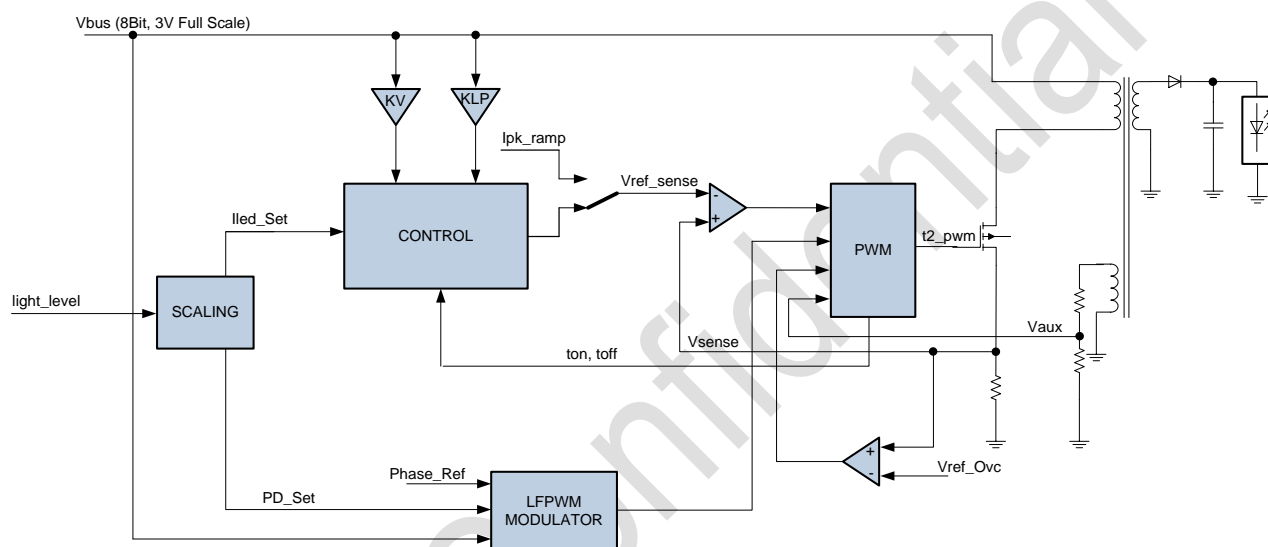 Vbus (8Bit, 3V Full Scale)
KV
KLP
Ipk_ramp
Vref_sense
Iled_Set
CONTROL
PWM
t2_pwm
light_level
SCALING
Vaux
Vsense
ton, toff
Phase_Ref
Vref_Ovc
PD_Set
LFPWM
MODULATOR
Confidential